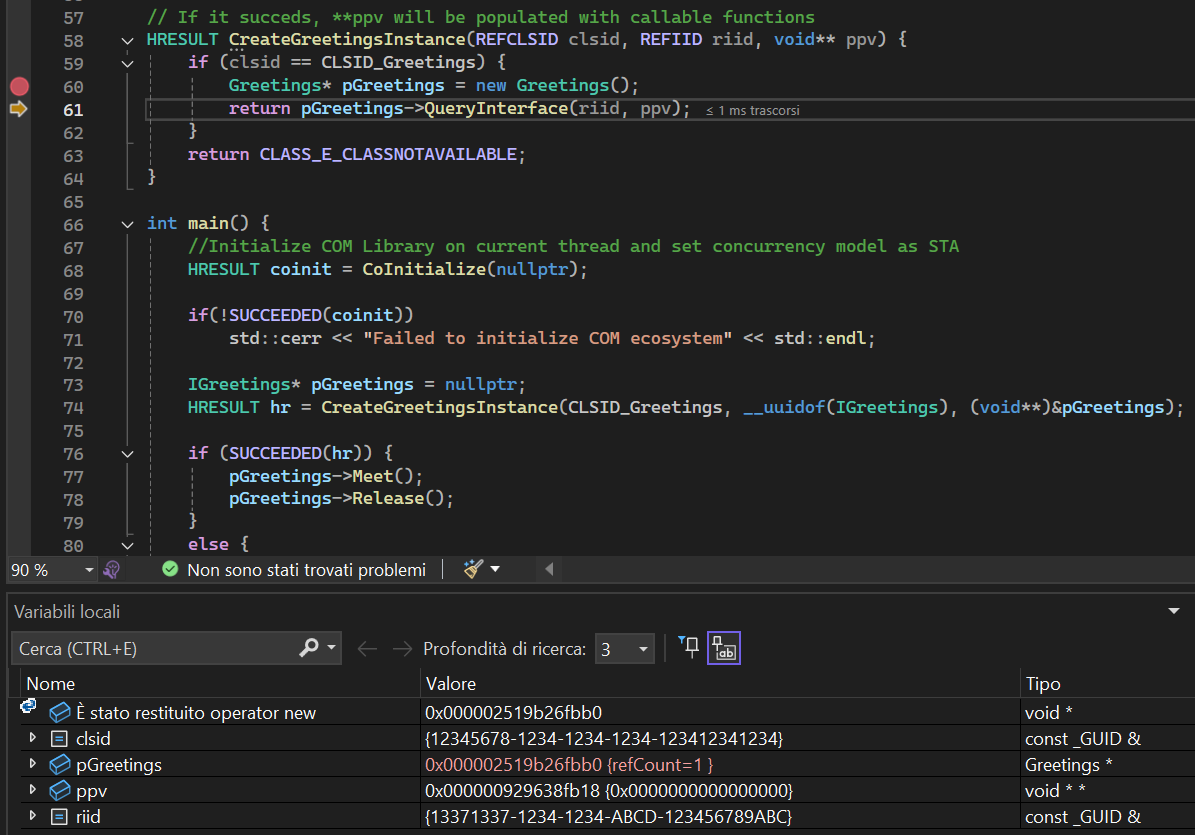 57 // If it succeds, **ppv will be populated with callable functions
58 HRESULT CreateGreetingsInstance(REFCLSID clsid, REFIID riid, void** ppv) {
59 if (clsid == CLSID_Greetings) {
60 Greetings* pGreetings = new Greetings();
61 return pGreetings->QueryInterface(riid, ppv); ≤ 1 ms trascorsi
62 }
63 return CLASS_E_CLASSNOTAVAILABLE;
64 }
65
66 int main() {
67 //Initialize COM Library on current thread and set concurrency model as STA
68 HRESULT coinit = CoInitialize(nullptr);
69
70 if(!SUCCEEDED(coinit))
71 std::cerr << "Failed to initialize COM ecosystem" << std::endl;
72
73 IGreetings* pGreetings = nullptr;
74 HRESULT hr = CreateGreetingsInstance(CLSID_Greetings, __uuidof(IGreetings), (void**)&pGreetings);
75
76 if (SUCCEEDED(hr)) {
77 pGreetings->Meet();
78 pGreetings->Release();
79 }
80 else {
90 % Non sono stati trovati problemi
Variabili locali
Cerca (CTRL+E) Profondità di ricerca: 3
Nome Valore Tipo
È stato restituito operator new 0x000002519b26fbb0 void *
clsid {12345678-1234-1234-1234-123412341234} const _GUID &
pGreetings 0x000002519b26fbb0 {refCount=1 } Greetings *
ppv 0x000000929638fb18 {0x0000000000000000} void * *
riid {13371337-1234-1234-ABCD-123456789ABC} const _GUID &